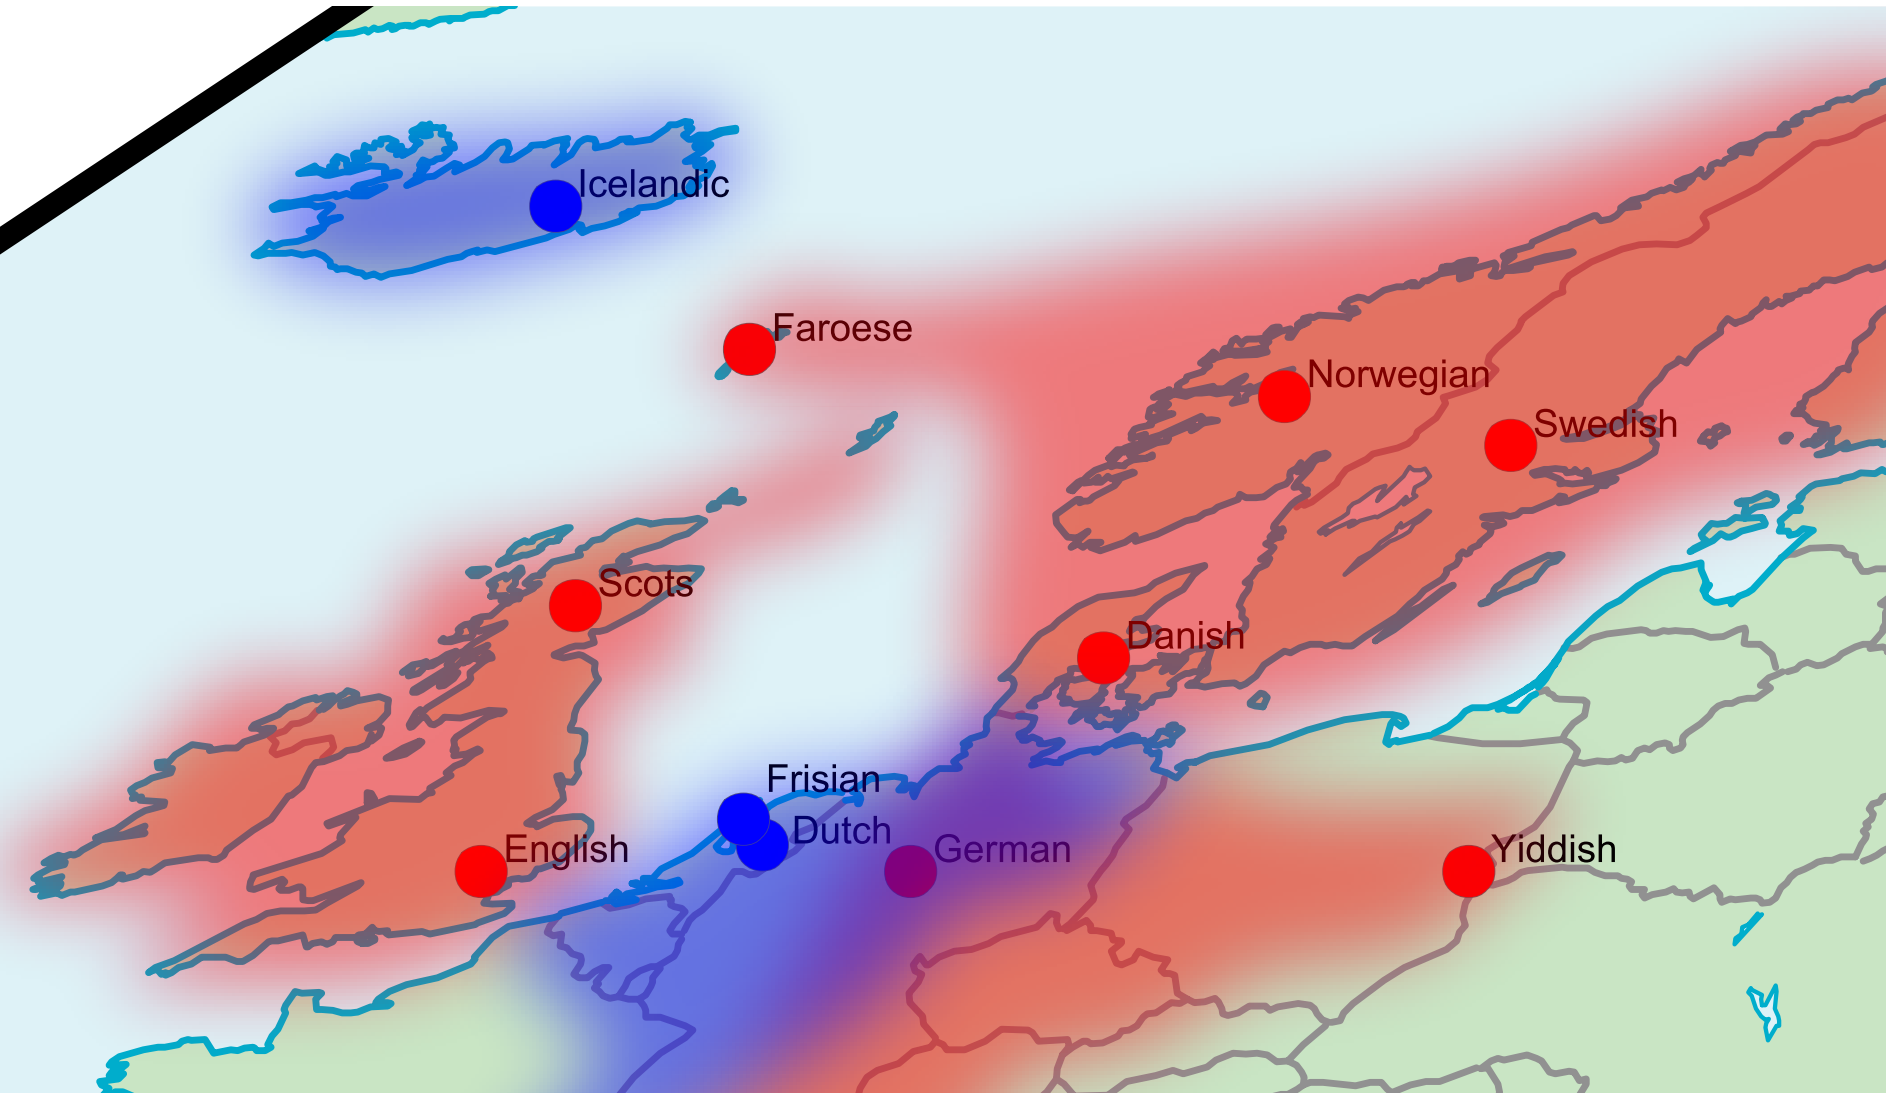 Icelandic
Faroese
Norwegian
Swedish
Scots
Danish
Frisian
Dutch
English
German
Yiddish